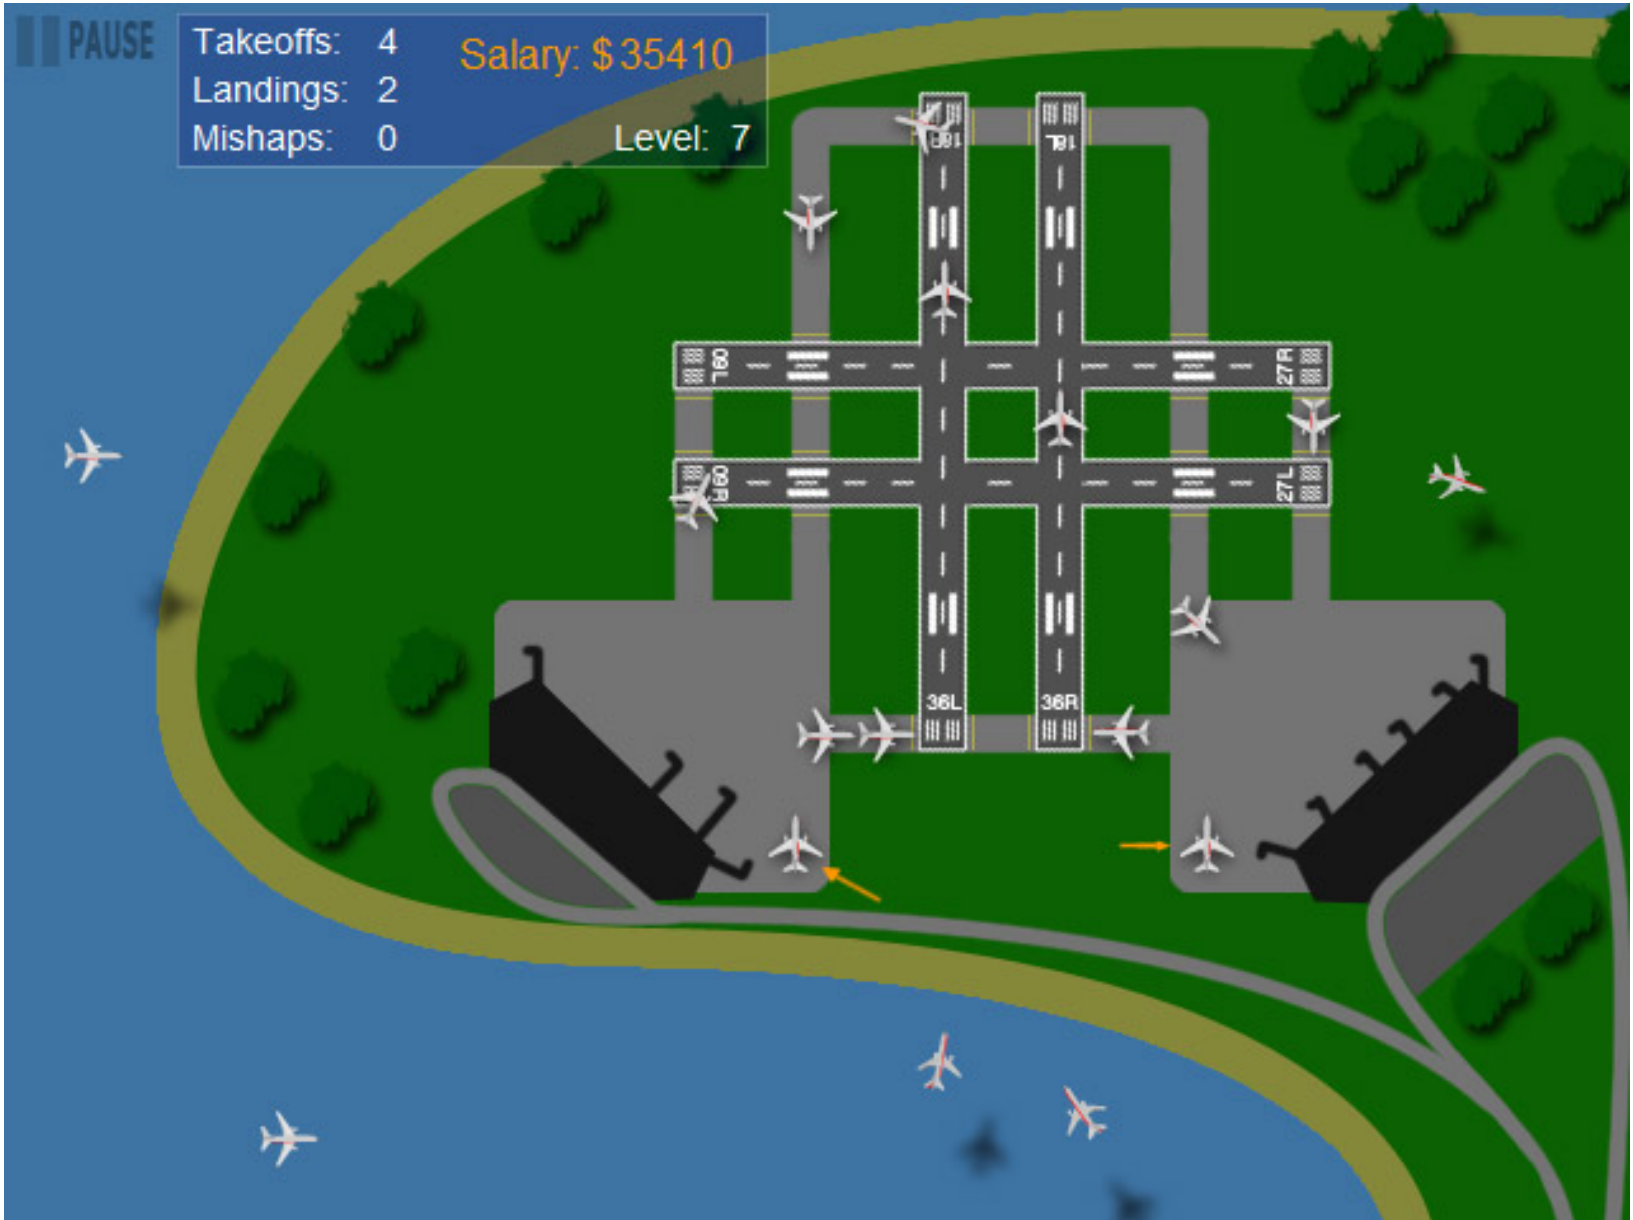 PAUSE
Takeoffs: 4
Salary: $35410
Landings: 2
Mishaps: 0
Level: 7
18R
18L
09L
27R
09R
27L
36L
36R